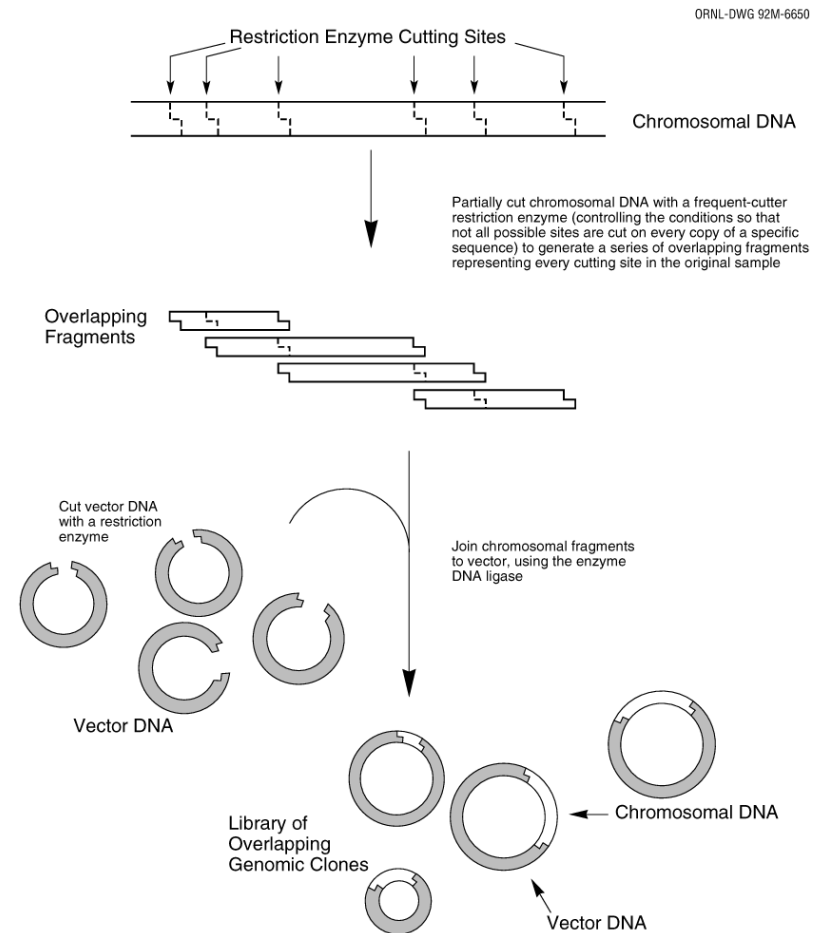 ORNL-DWG 92M-6650
Restriction Enzyme Cutting Sites
Chromosomal DNA
Partially cut chromosomal DNA with a frequent-cutter
restriction enzyme (controlling the conditions so that
not all possible sites are cut on every copy of a specific
sequence) to generate a series of overlapping fragments
representing every cutting site in the original sample
Overlapping
Fragments
Cut vector DNA
with a restriction
enzyme
Join chromosomal fragments
to vector, using the enzyme
DNA ligase
Vector DNA
Chromosomal DNA
Library of
Overlapping
Genomic Clones
Vector DNA